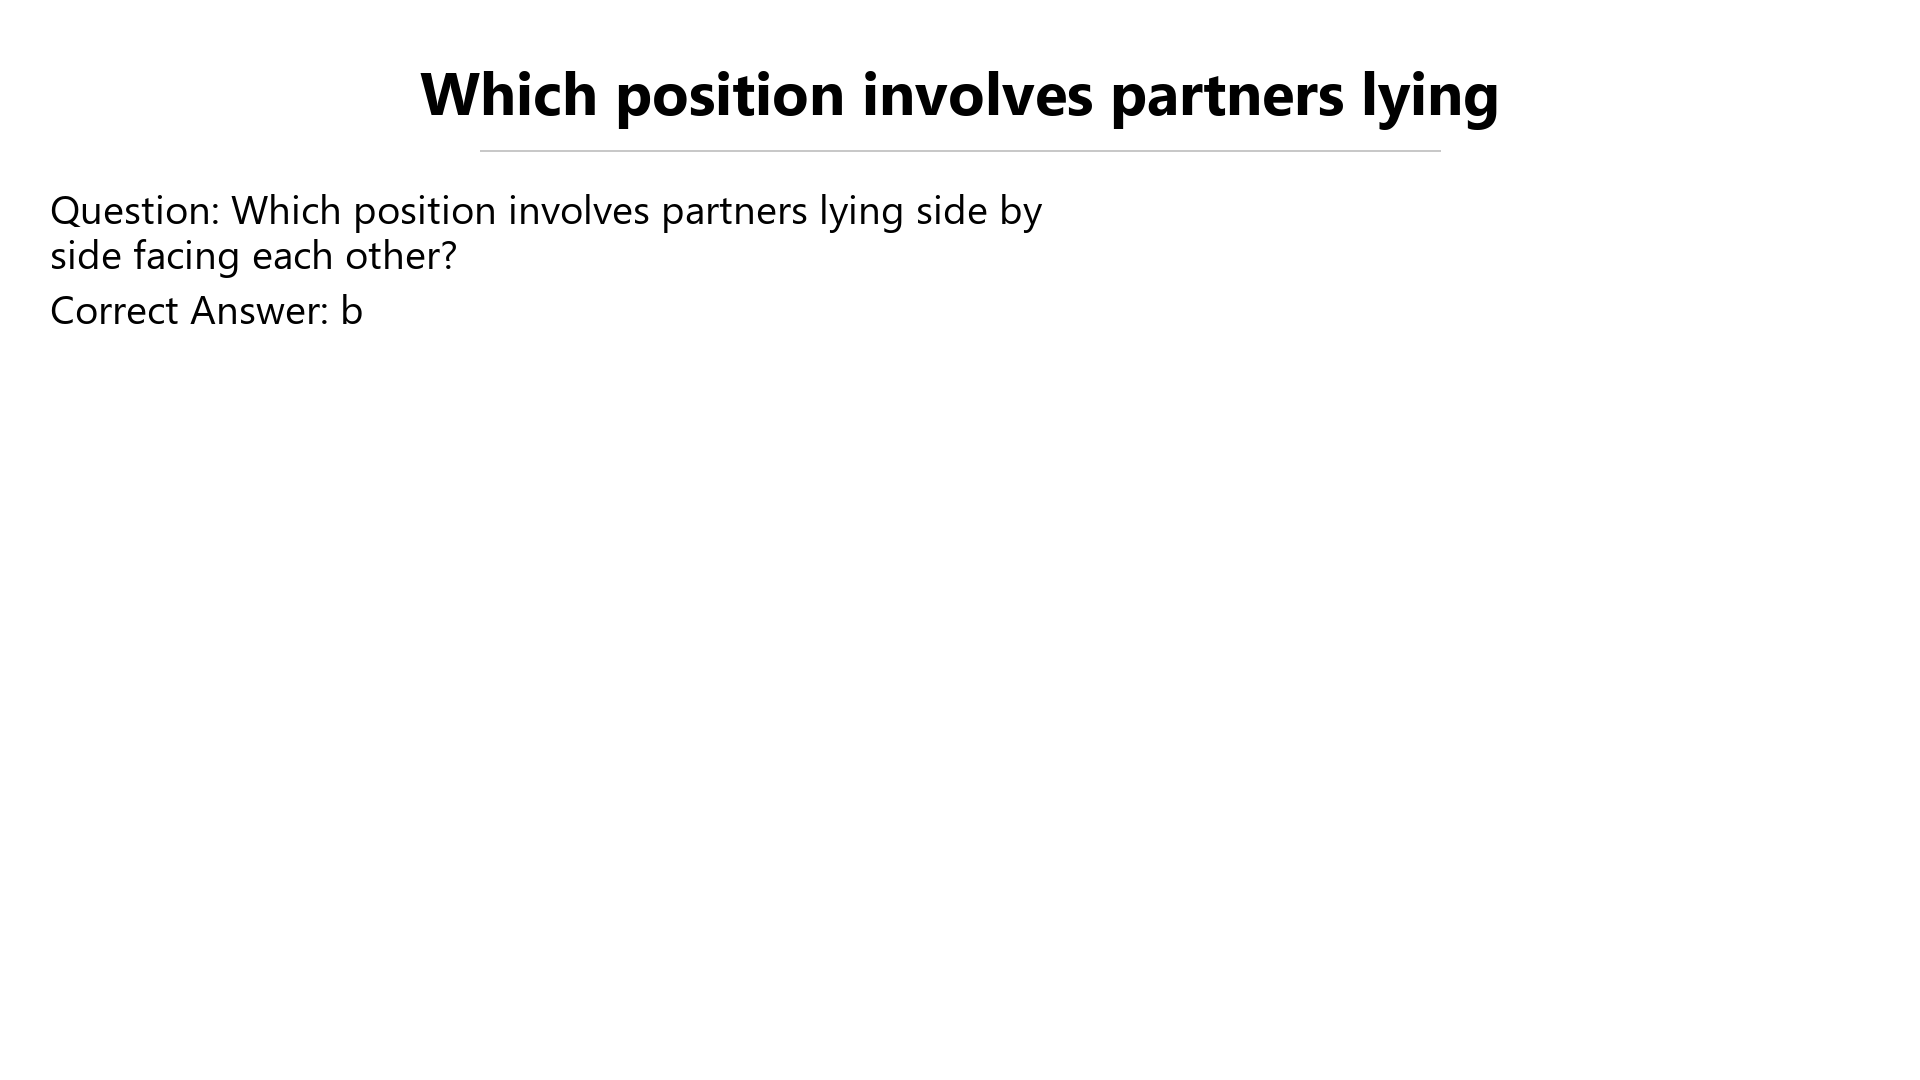 Which position involves partners lying
Question: Which position involves partners lying side by
side facing each other?
Correct Answer: b